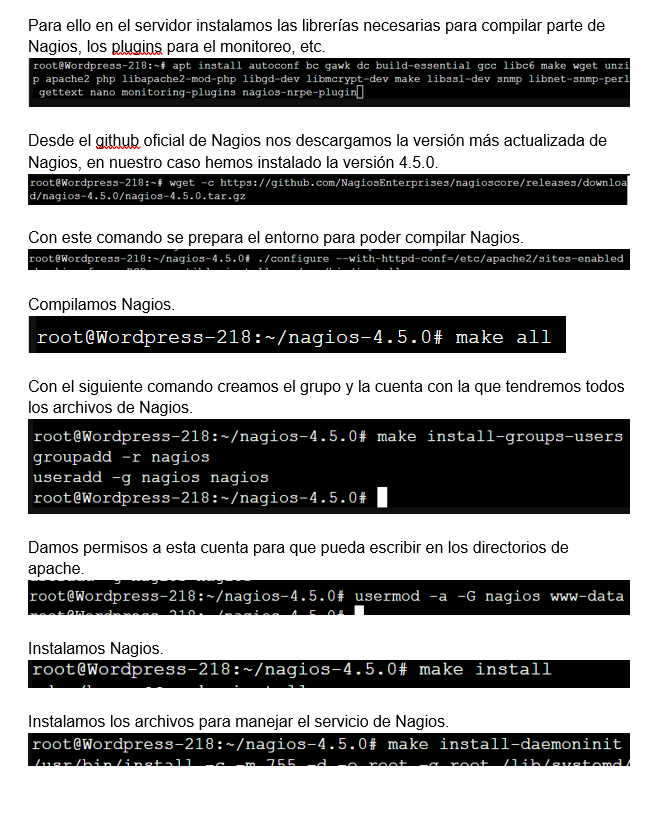 Para ello en el servidor instalamos las librerías necesarias para compilar parte de
Nagios, los plugins para el monitoreo, etc.
root@Wordpress-218:~# apt install autoconf bc gawk dc build-essential gcc libc6 make wget unzi
p apache2 php libapache2-mod-php libgd-dev libmcrypt-dev make libssl-dev snmp libnet-snmp-perl
gettext nano monitoring-plugins nagios-nrpe-plugin
Desde el github oficial de Nagios nos descargamos la versión más actualizada de
Nagios, en nuestro caso hemos instalado la versión 4.5.0.
root@Wordpress-218:~# wget -c https://github.com/NagiosEnterprises/nagioscore/releases/downloa
d/nagios-4.5.0/nagios-4.5.0.tar.gz
Con este comando se prepara el entorno para poder compilar Nagios.
root@Wordpress-218:~/nagios-4.5.0# ./configure --with-httpd-conf=/etc/apache2/sites-enabled
Compilamos Nagios.
root@Wordpress-218:~/nagios-4.5.0# make all
Con el siguiente comando creamos el grupo y la cuenta con la que tendremos todos
los archivos de Nagios.
root@Wordpress-218:~/nagios-4.5.0# make install-groups-users
groupadd -r nagios
useradd -g nagios nagios
root@Wordpress-218:~/nagios-4.5.0#
Damos permisos a esta cuenta para que pueda escribir en los directorios de
apache.
root@Wordpress-218:~/nagios-4.5.0# usermod -a -G nagios www-data
Instalamos Nagios.
root@Wordpress-218:~/nagios-4.5.0# make install
Instalamos los archivos para manejar el servicio de Nagios.
root@Wordpress-218:~/nagios-4.5.0# make install-daemoninit
/usr/bin/install -c -m 755 -d -o root -g root /lib/systemd/